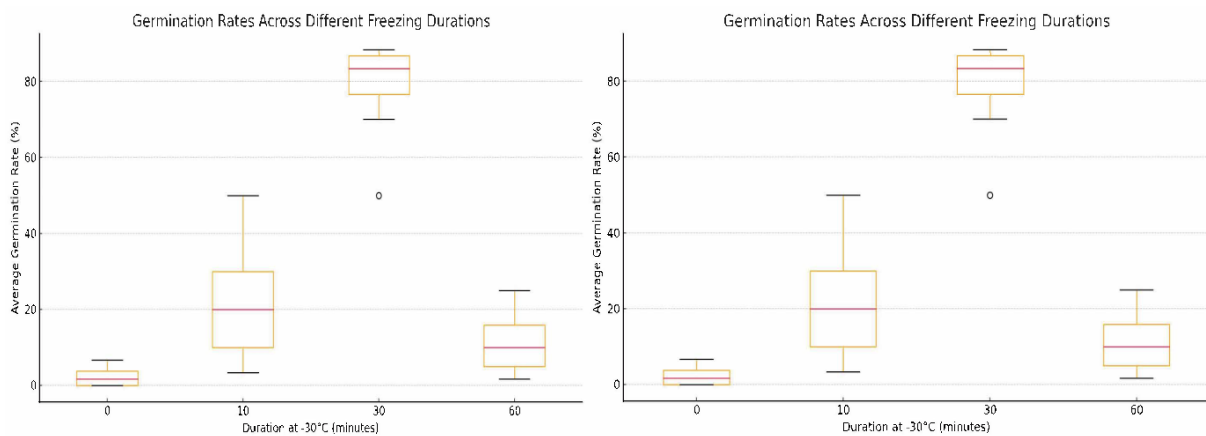 Germination Rates Across Different Freezing Durations
Average Germination Rate (%)
80
60
40
20
0
0 10 30 60
Duration at -30°C (minutes)
Germination Rates Across Different Freezing Durations
Average Germination Rate (%)
80
60
40
20
0
0 10 30 60
Duration at -30°C (minutes)